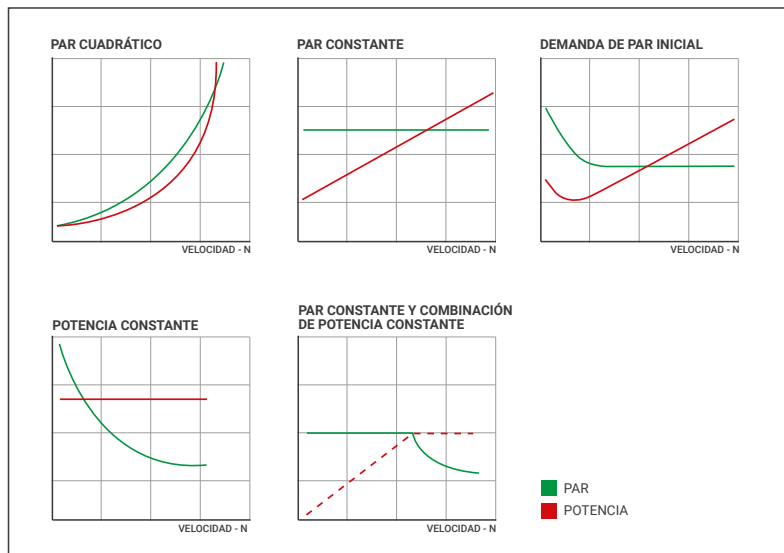 PAR CUADRÁTICO
VELOCIDAD - N
PAR CONSTANTE
VELOCIDAD - N
DEMANDA DE PAR INICIAL
VELOCIDAD - N
POTENCIA CONSTANTE
VELOCIDAD - N
PAR CONSTANTE Y COMBINACIÓN
DE POTENCIA CONSTANTE
VELOCIDAD - N
PAR
POTENCIA